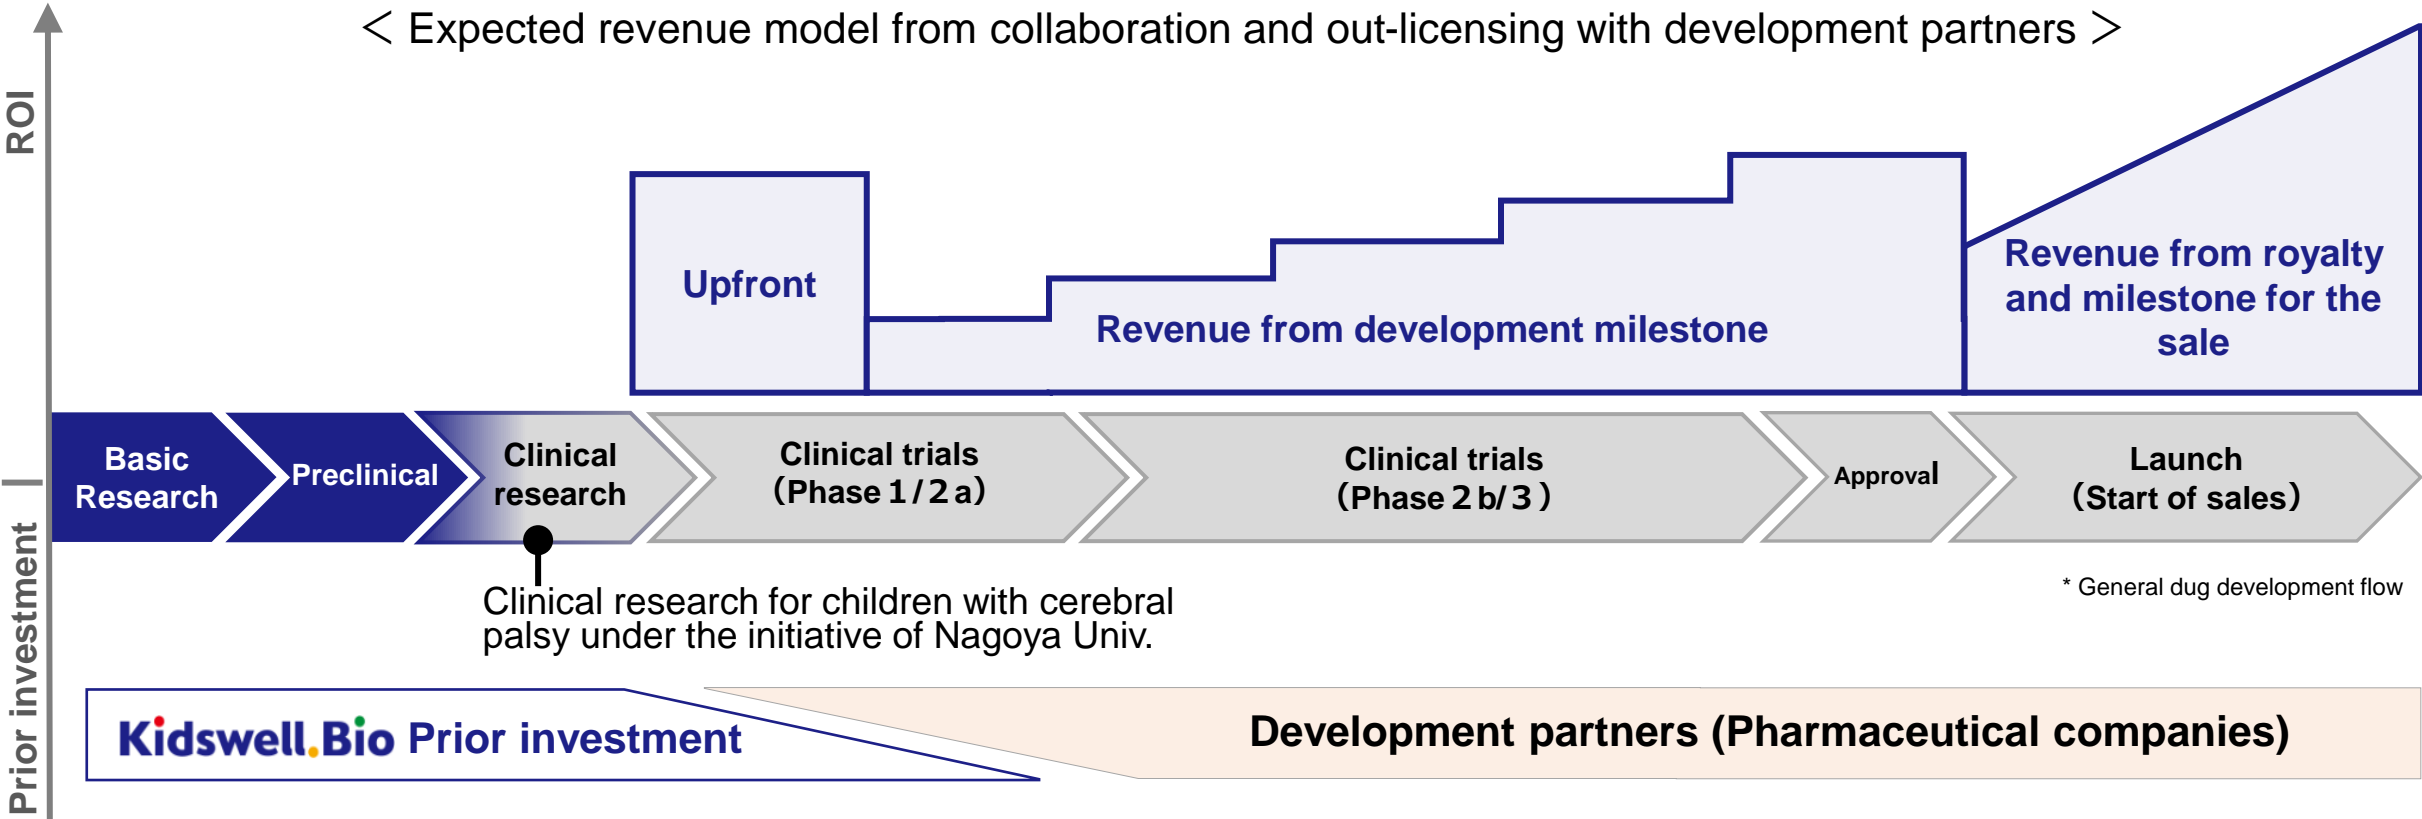 < Expected revenue model from collaboration and out-licensing with development partners >
ROI
Upfront
Revenue from development milestone
Revenue from royalty
and milestone for the
sale
Basic
Research
Preclinical
Clinical
research
Clinical trials
(Phase 1/2a)
Clinical trials
(Phase 2b/3)
Approval
Launch
(Start of sales)
* General dug development flow
Clinical research for children with cerebral
palsy under the initiative of Nagoya Univ.
Prior investment
Kidswell.Bio Prior investment
Development partners (Pharmaceutical companies)